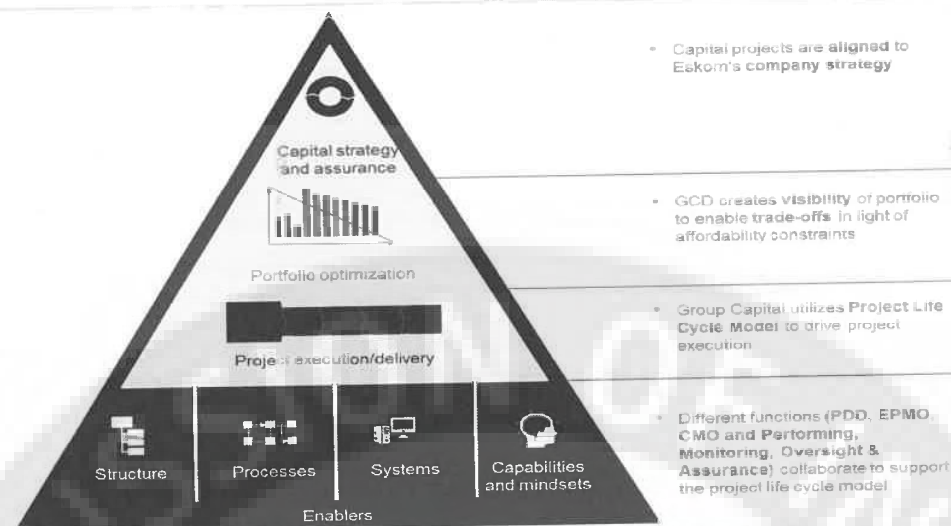 Capital strategy
and assurance
Portfolio optimization
Project execution/delivery
Structure
Processes
Systems
Capabilities
and mindsets
Enablers
• Capital projects are aligned to
Eskom's company strategy
• GCD creates visibility of portfolio
to enable trade-offs in light of
affordability constraints
• Group Capital utilizes Project Life
Cycle Model to drive project
execution
• Different functions (PDD, EPMO,
CMO and Performing,
Monitoring, Oversight &
Assurance) collaborate to support
the project life cycle model